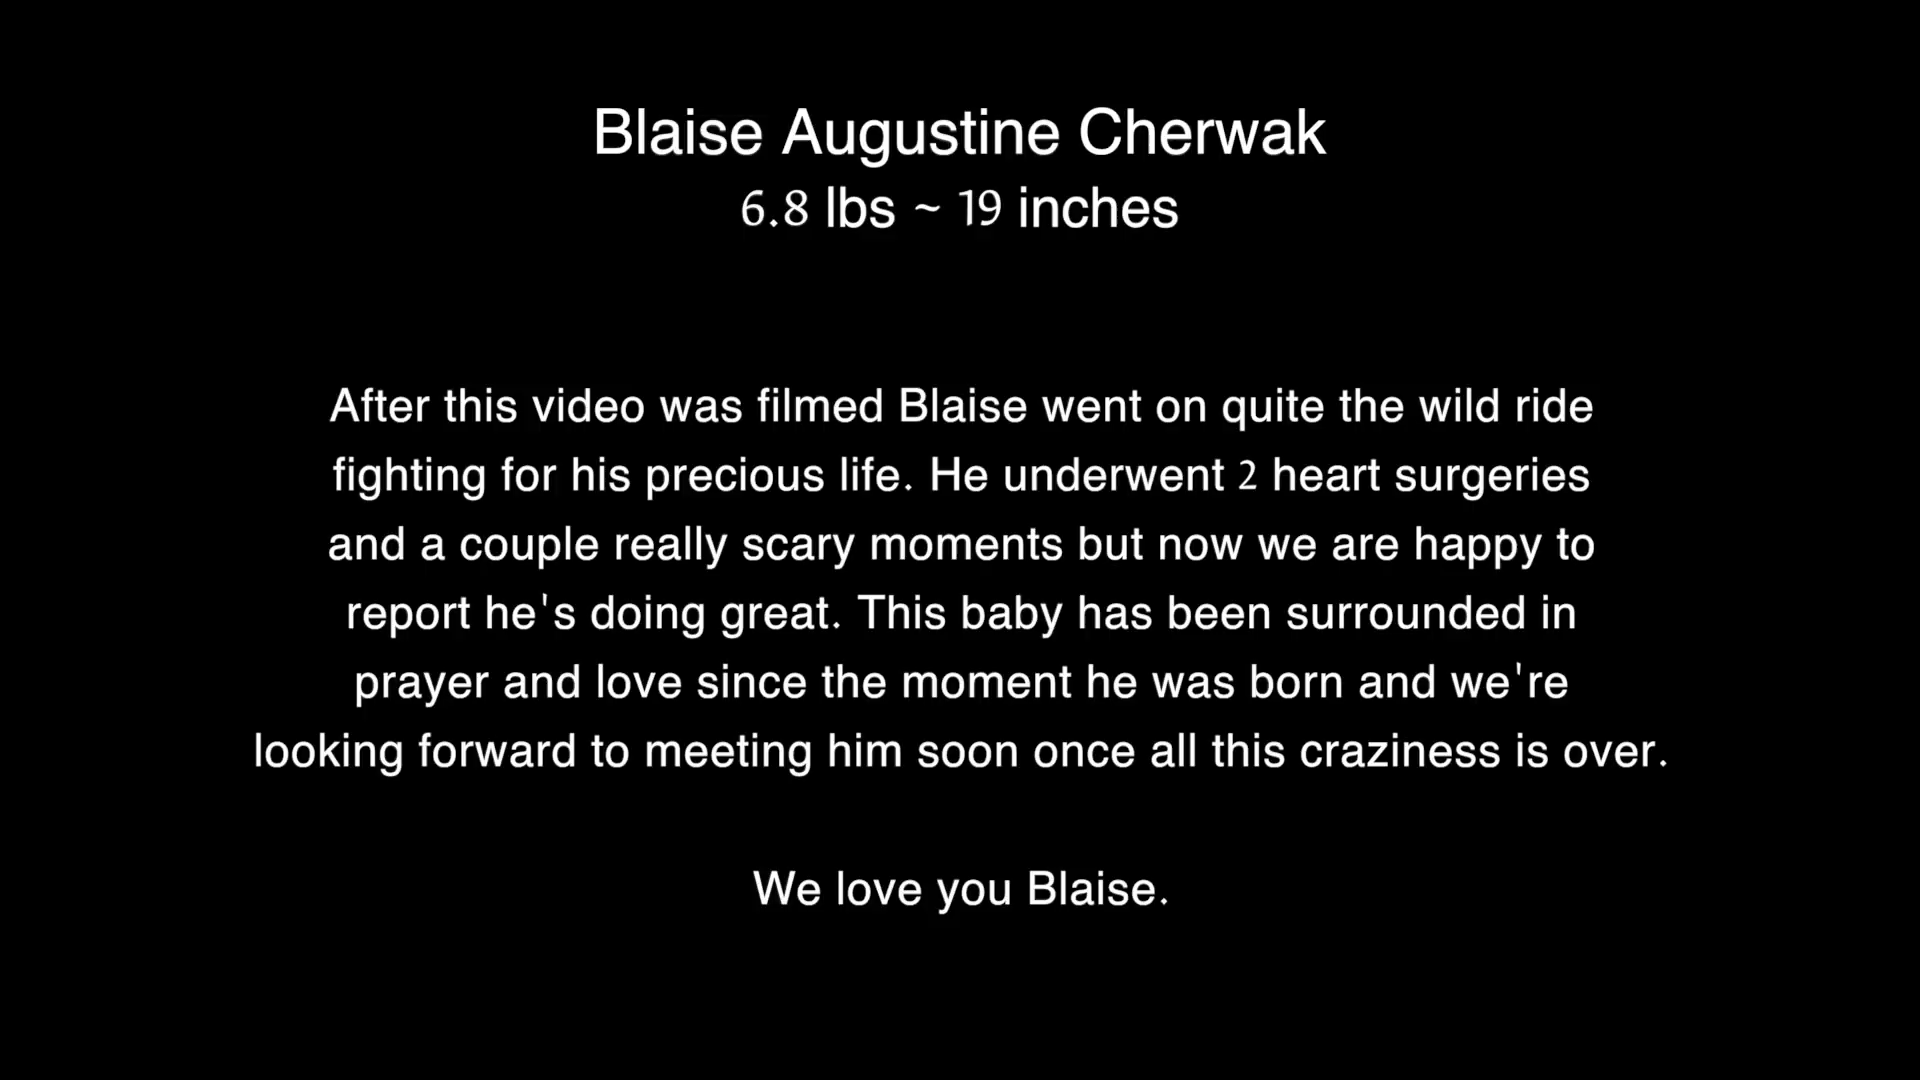 Blaise Augustine Cherwak
6.8 lbs ~ 19 inches
After this video was filmed Blaise went on quite the wild ride
fighting for his precious life. He underwent 2 heart surgeries
and a couple really scary moments but now we are happy to
report he's doing great. This baby has been surrounded in
prayer and love since the moment he was born and we're
looking forward to meeting him soon once all this craziness is over.
We love you Blaise.